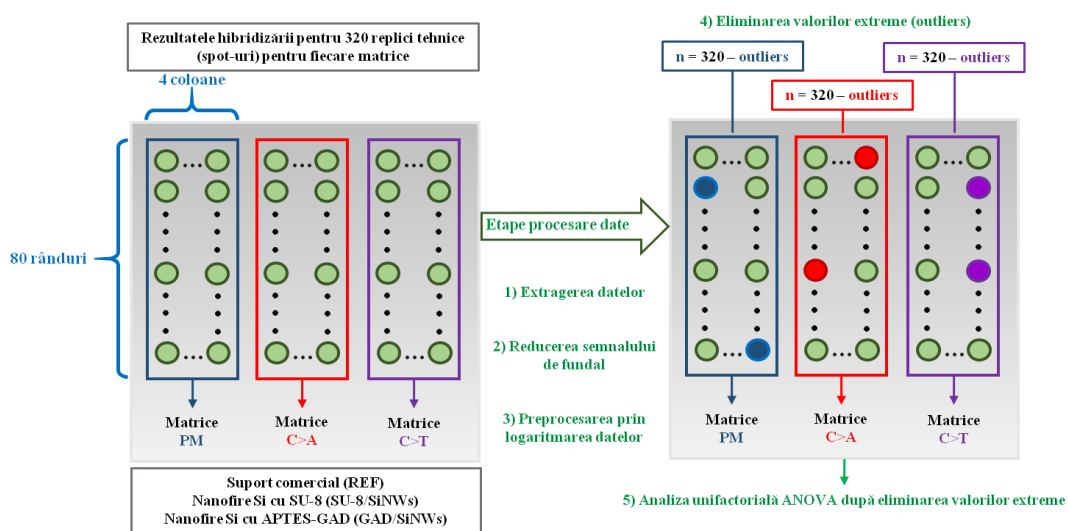 Rezultatele hibridizării pentru 320 replici tehnice
(spot-uri) pentru fiecare matrice
4 coloane
80 rânduri
Matrice
PM
Matrice
C>A
Matrice
C>T
Suport comercial (REF)
Nanofire Si cu SU-8 (SU-8/SiNWs)
Nanofire Si cu APTES-GAD (GAD/SiNWs)
Etape procesare date
1) Extragerea datelor
2) Reducerea semnalului
de fundal
3) Preprocesarea prin
logaritmarea datelor
4) Eliminarea valorilor extreme (outliers)
n = 320 – outliers
n = 320 – outliers
n = 320 – outliers
Matrice
PM
Matrice
C>A
Matrice
C>T
5) Analiza unifactorială ANOVA după eliminarea valorilor extreme